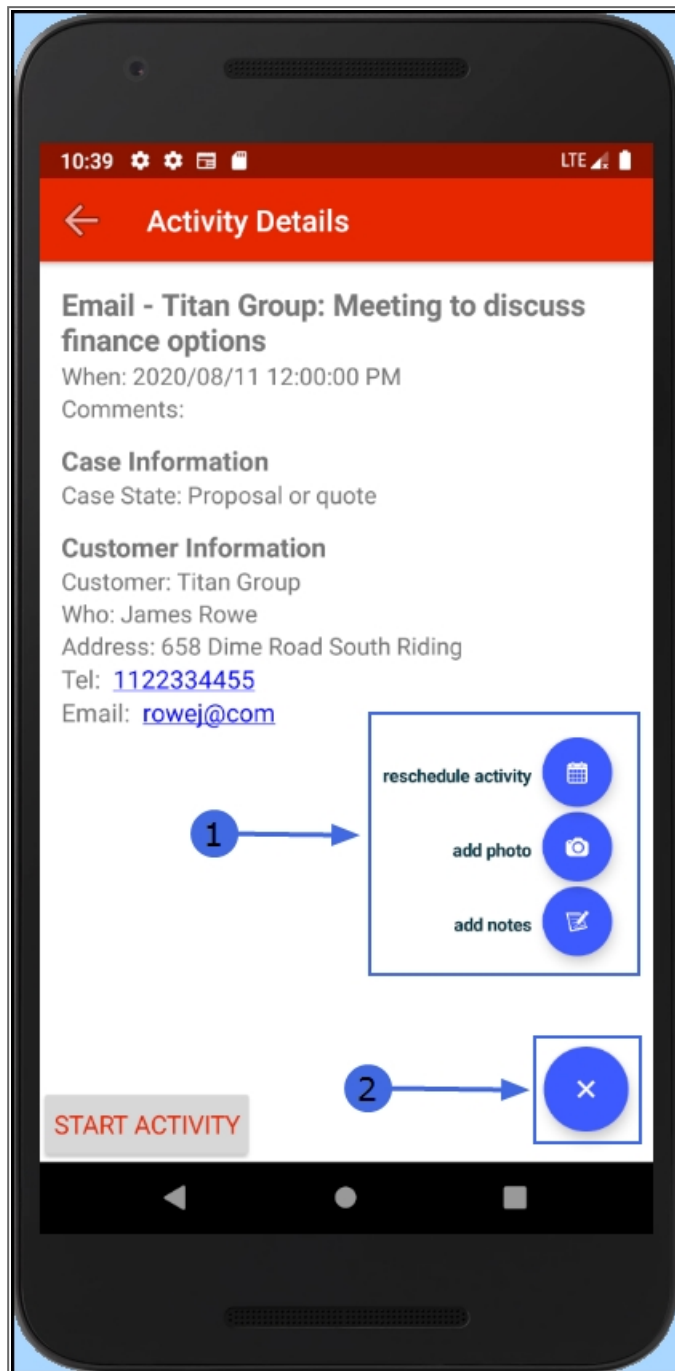 10:39 LTE
Activity Details
Email - Titan Group: Meeting to discuss
finance options
When: 2020/08/11 12:00:00 PM
Comments:
Case Information
Case State: Proposal or quote
Customer Information
Customer: Titan Group
Who: James Rowe
Address: 658 Dime Road South Riding
Tel: 1122334455
Email: rowej@com
reschedule activity
1
add photo
add notes
2
START ACTIVITY